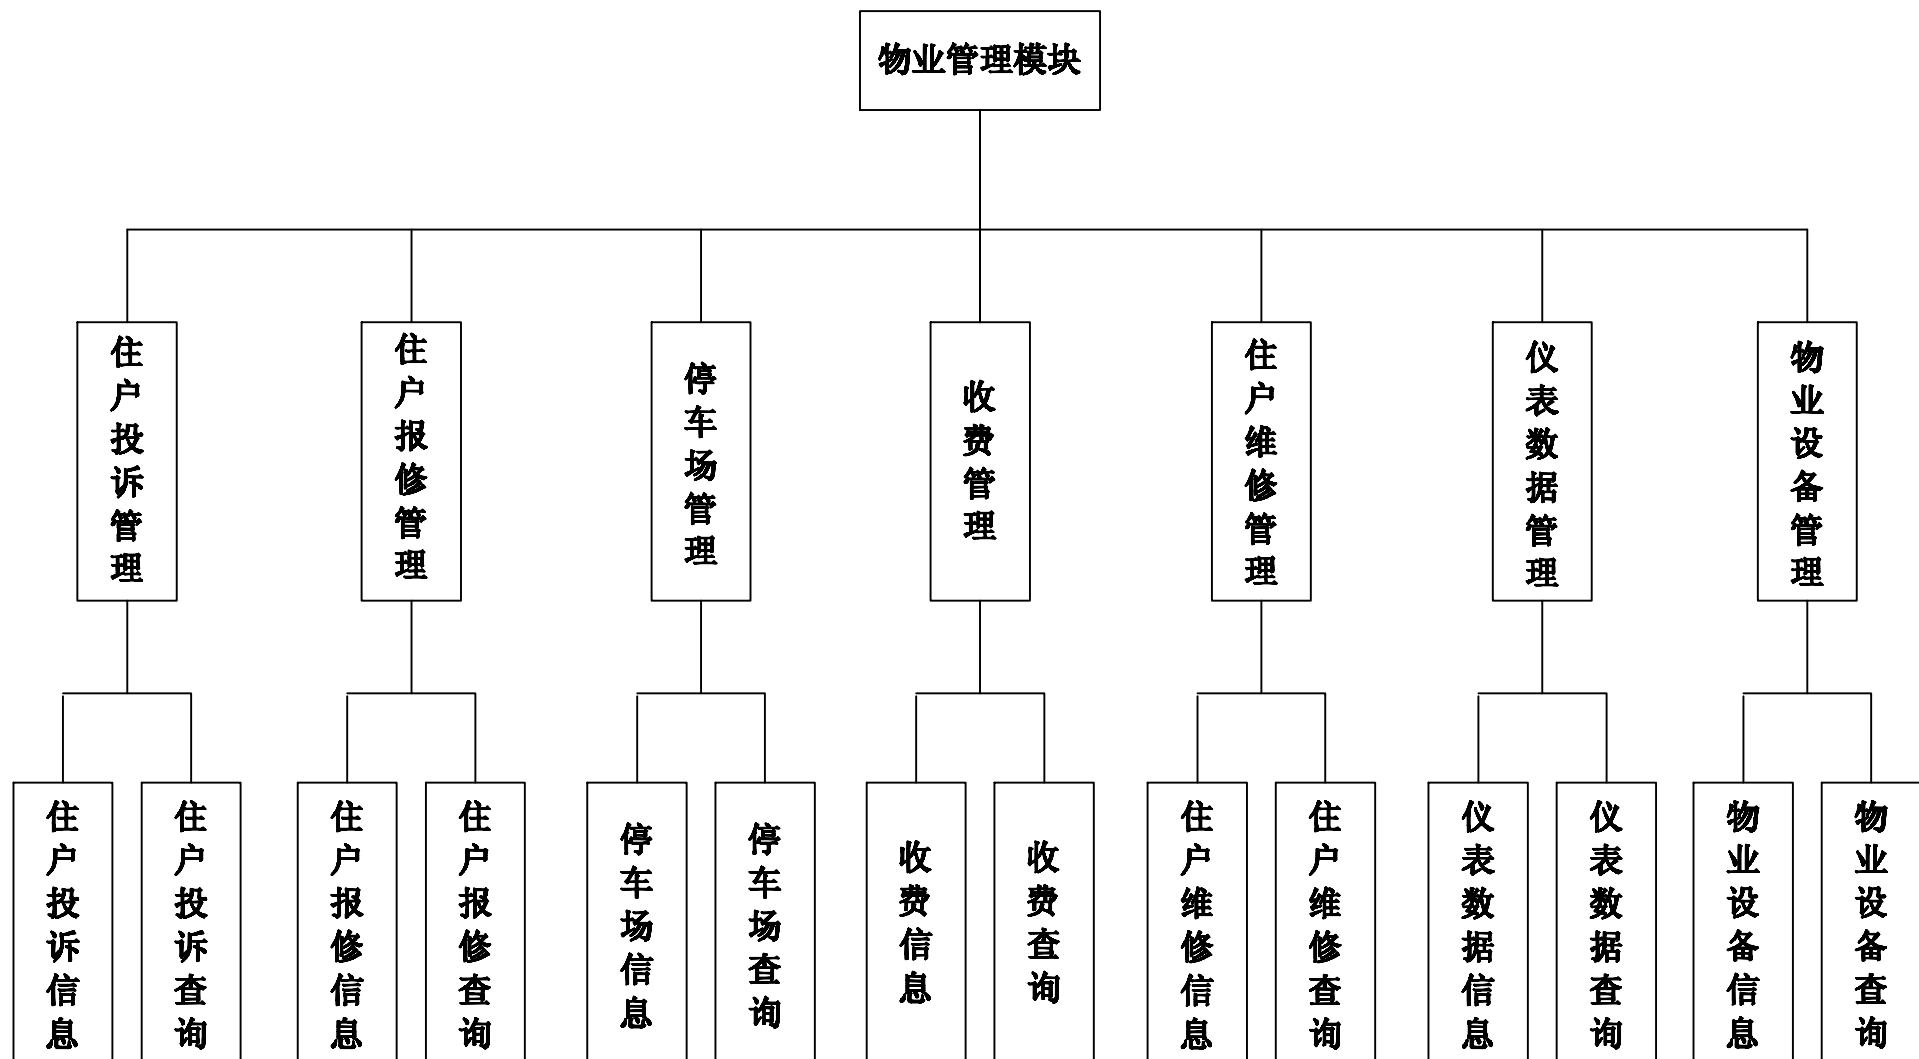 物业管理模块
住户投诉管理
住户报修管理
停车场管理
收费管理
住户维修管理
仪表数据管理
物业设备管理
住户投诉信息
住户投诉查询
住户报修信息
住户报修查询
停车场信息
停车场查询
收费信息
收费查询
住户维修信息
住户维修查询
仪表数据信息
仪表数据查询
物业设备信息
物业设备查询